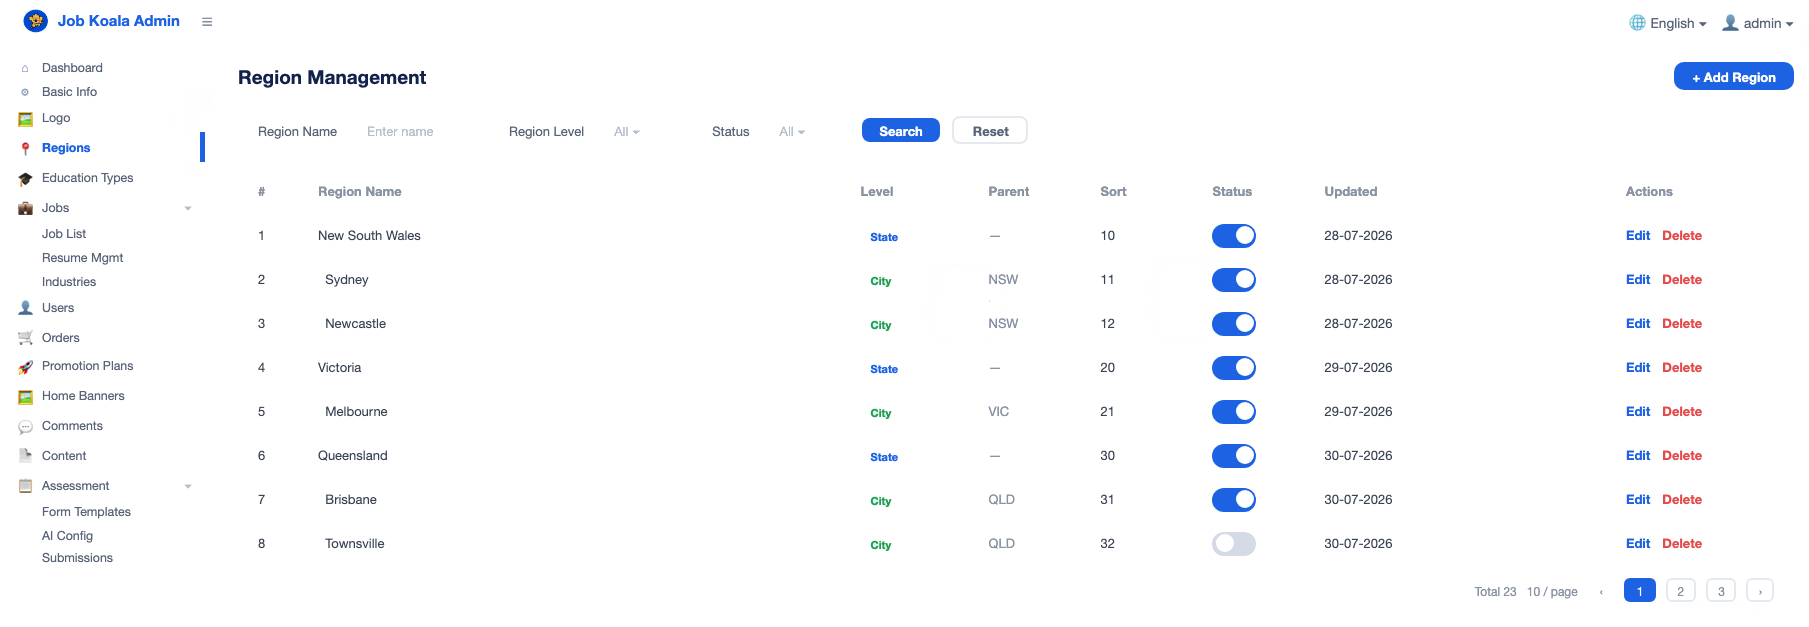 Job Koala Admin ≡
English admin
Dashboard
Basic Info
Logo
Regions
Education Types
Jobs
Job List
Resume Mgmt
Industries
Users
Orders
Promotion Plans
Home Banners
Comments
Content
Assessment
Form Templates
AI Config
Submissions
Region Management
+ Add Region
Region Name Enter name Region Level All Status All Search Reset
# Region Name Level Parent Sort Status Updated Actions
1 New South Wales State — 10 28-07-2026 Edit Delete
2 Sydney City NSW 11 28-07-2026 Edit Delete
3 Newcastle City NSW 12 28-07-2026 Edit Delete
4 Victoria State — 20 29-07-2026 Edit Delete
5 Melbourne City VIC 21 29-07-2026 Edit Delete
6 Queensland State — 30 30-07-2026 Edit Delete
7 Brisbane City QLD 31 30-07-2026 Edit Delete
8 Townsville City QLD 32 30-07-2026 Edit Delete
Total 23 10 / page ‹ 1 2 3 ›